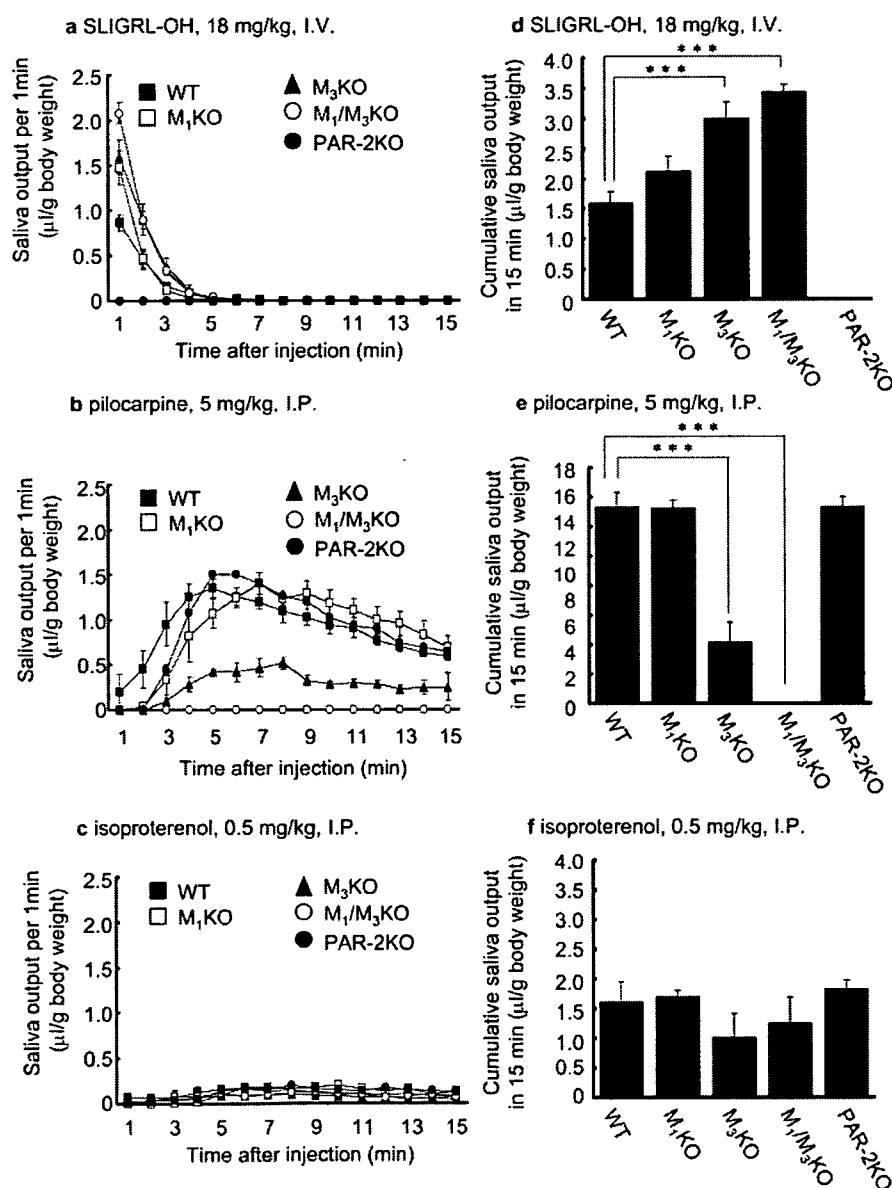 a SLIGRL-OH, 18 mg/kg, I.V.
Saliva output per 1min
(μl/g body weight)
2.5
2.0
1.5
1.0
0.5
0
WT
M1KO
M3KO
M1/M3KO
PAR-2KO
1 3 5 7 9 11 13 15
Time after injection (min)
d SLIGRL-OH, 18 mg/kg, I.V.
Cumulative saliva output
in 15 min (μl/g body weight)
4.0
3.5
3.0
2.5
2.0
1.5
1.0
0.5
0
***
***
WT
M1KO
M3KO
M1/M3KO
PAR-2KO
b pilocarpine, 5 mg/kg, I.P.
Saliva output per 1min
(μl/g body weight)
2.5
2.0
1.5
1.0
0.5
0
WT
M1KO
M3KO
M1/M3KO
PAR-2KO
1 3 5 7 9 11 13 15
Time after injection (min)
e pilocarpine, 5 mg/kg, I.P.
Cumulative saliva output
in 15 min (μl/g body weight)
18
16
14
12
10
8
6
4
2
0
***
***
WT
M1KO
M3KO
M1/M3KO
PAR-2KO
c isoproterenol, 0.5 mg/kg, I.P.
Saliva output per 1min
(μl/g body weight)
2.5
2.0
1.5
1.0
0.5
0
WT
M1KO
M3KO
M1/M3KO
PAR-2KO
1 3 5 7 9 11 13 15
Time after injection (min)
f isoproterenol, 0.5 mg/kg, I.P.
Cumulative saliva output
in 15 min (μl/g body weight)
4.0
3.5
3.0
2.5
2.0
1.5
1.0
0.5
0
WT
M1KO
M3KO
M1/M3KO
PAR-2KO